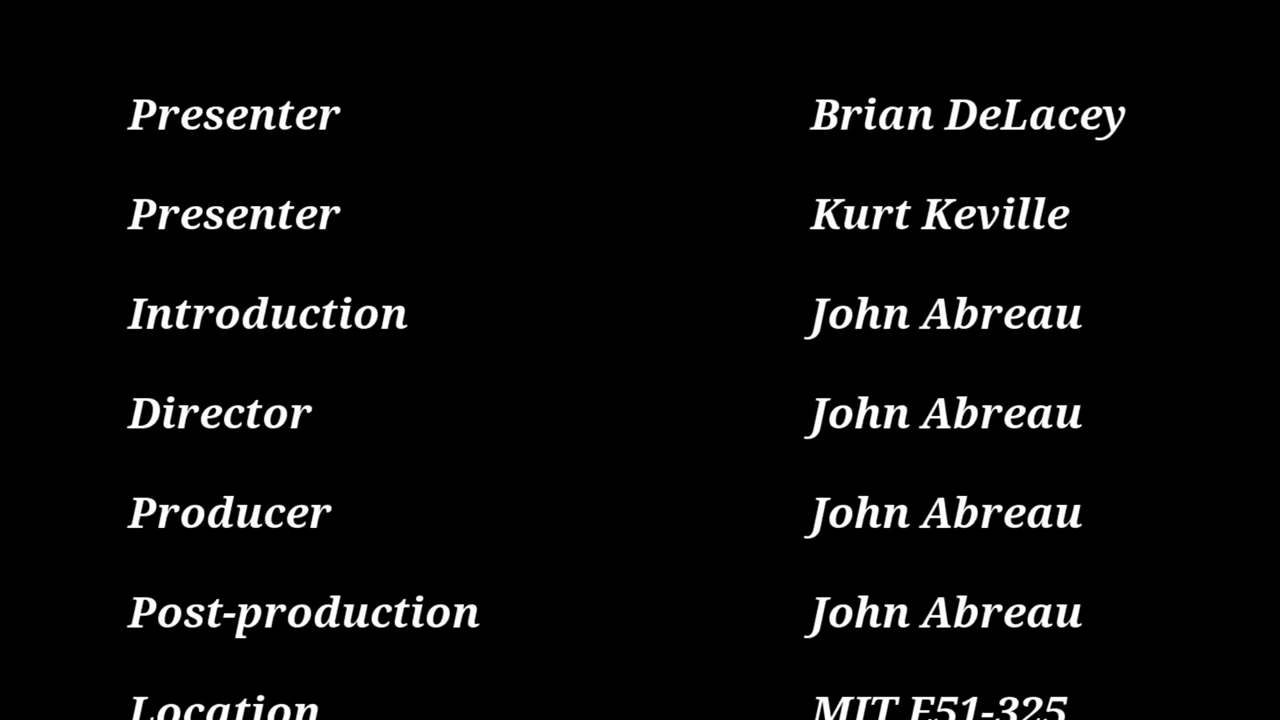 Presenter Brian DeLacey
Presenter Kurt Keville
Introduction John Abreau
Director John Abreau
Producer John Abreau
Post-production John Abreau
Location MIT E51-325